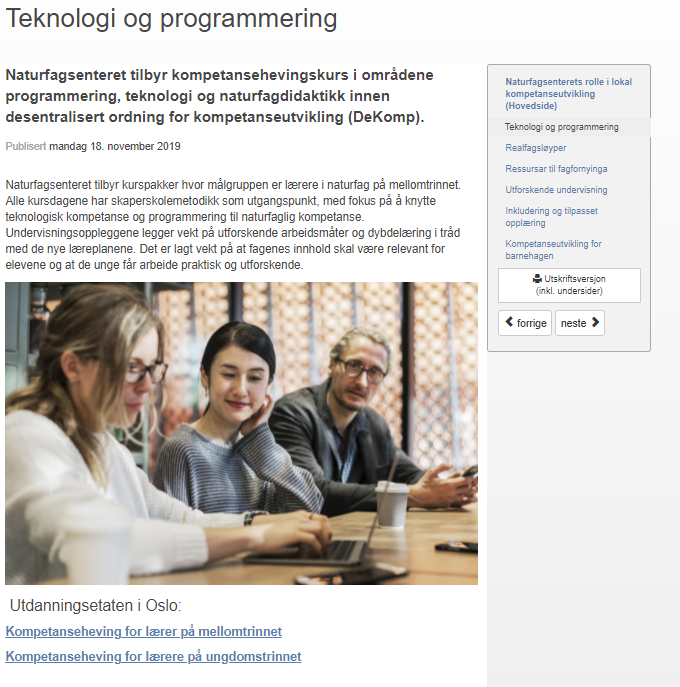 Teknologi og programmering
Naturfagsenteret tilbyr kompetansehevingskurs i områdene
programmering, teknologi og naturfagdidaktikk innen
desentralisert ordning for kompetanseutvikling (DeKomp).
Publisert mandag 18. november 2019
Naturfagsenteret tilbyr kurspakker hvor målgruppen er lærere i naturfag på mellomtrinnet.
Alle kursdagene har skaperskolemetodikk som utgangspunkt, med fokus på å knytte
teknologisk kompetanse og programmering til naturfaglig kompetanse.
Undervisningsoppleggene legger vekt på utforskende arbeidsmåter og dybdelæring i tråd
med de nye læreplanene. Det er lagt vekt på at fagenes innhold skal være relevant for
elevene og at de unge får arbeide praktisk og utforskende.
Utdanningsetaten i Oslo:
Kompetanseheving for lærer på mellomtrinnet
Kompetanseheving for lærere på ungdomstrinnet
Naturfagsenterets rolle i lokal
kompetanseutvikling
(Hovedside)
Teknologi og programmering
Realfagsløyper
Ressursar til fagfornyinga
Utforskende undervisning
Inkludering og tilpasset
opplæring
Kompetanseutvikling for
barnehagen
Utskriftsversjon
(inkl. undersider)
forrige neste